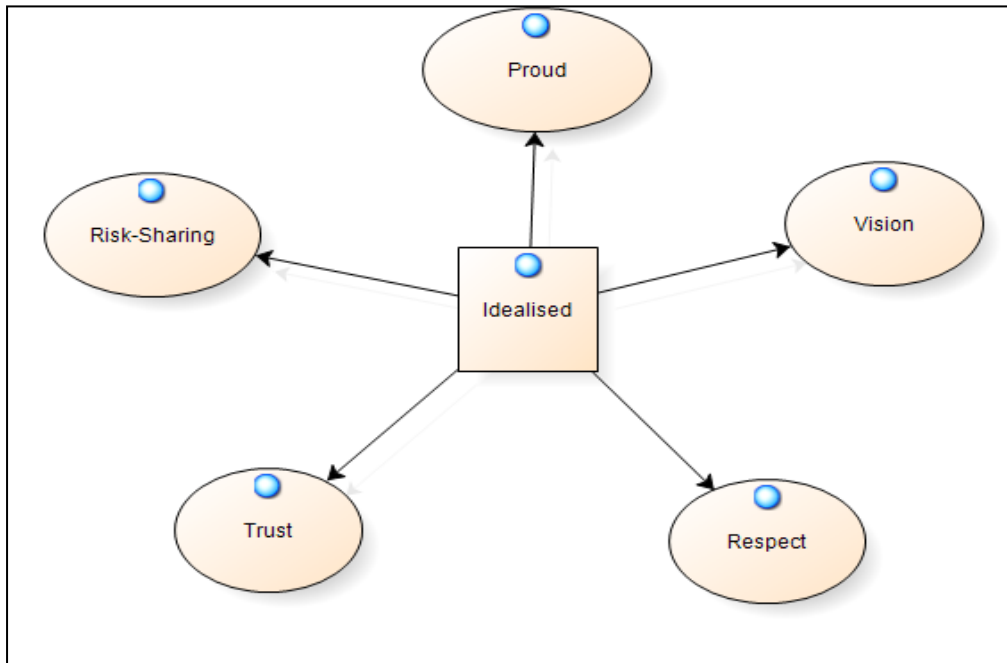 Proud
Risk-Sharing
Vision
Idealised
Trust
Respect